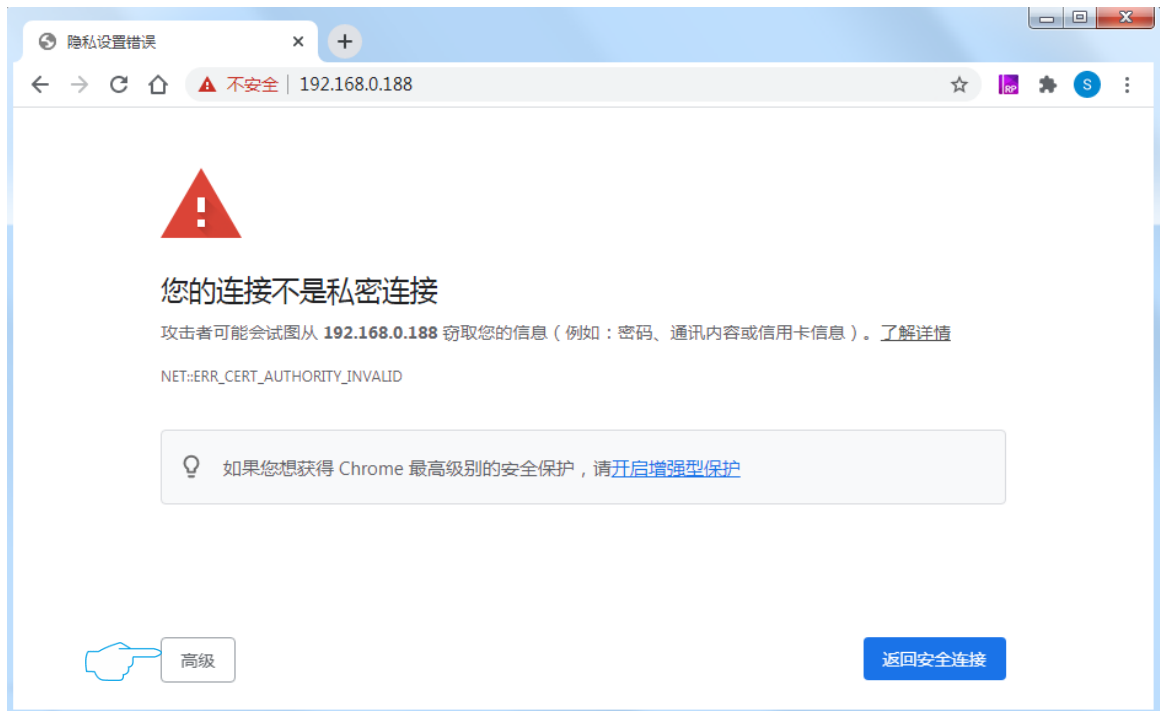 隐私设置错误
不安全 192.168.0.188
RP
S
您的连接不是私密连接
攻击者可能会试图从 192.168.0.188 窃取您的信息（例如：密码、通讯内容或信用卡信息）。了解详情
NET::ERR_CERT_AUTHORITY_INVALID
如果您想获得 Chrome 最高级别的安全保护，请开启增强型保护
高级
返回安全连接